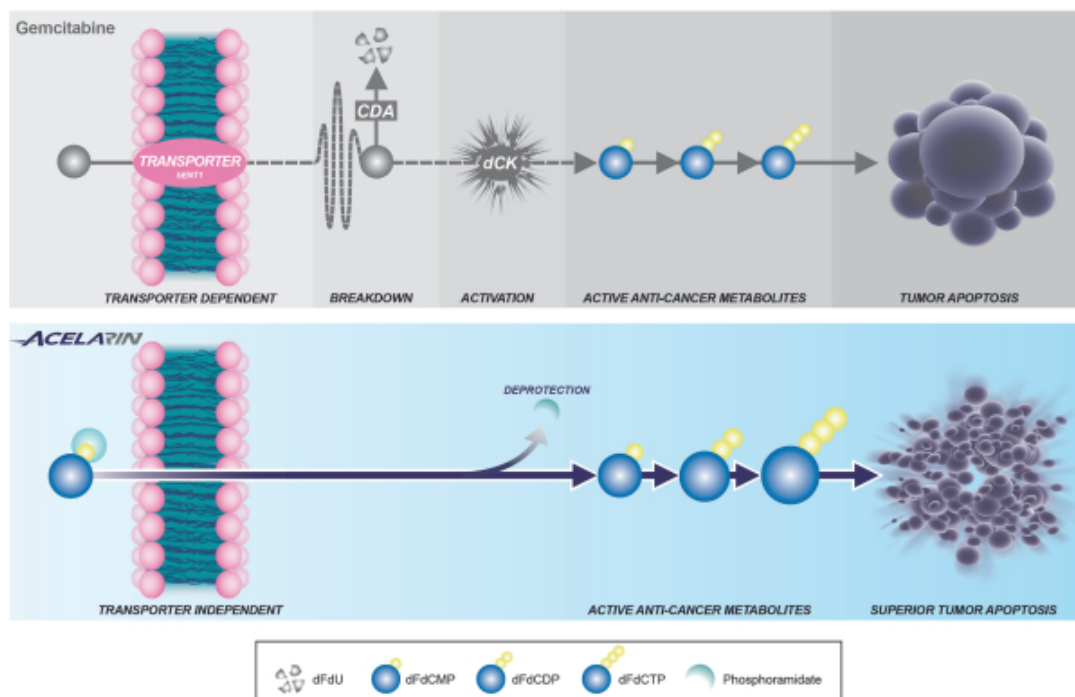 Gemcitabine
CDA
TRANSPORTER
hENT1
dCK
TRANSPORTER DEPENDENT
BREAKDOWN
ACTIVATION
ACTIVE ANTI-CANCER METABOLITES
TUMOR APOPTOSIS
ACELARIN
DEPROTECTION
TRANSPORTER INDEPENDENT
ACTIVE ANTI-CANCER METABOLITES
SUPERIOR TUMOR APOPTOSIS
dFdU
dFdCMP
dFdCDP
dFdCTP
Phosphoramidate